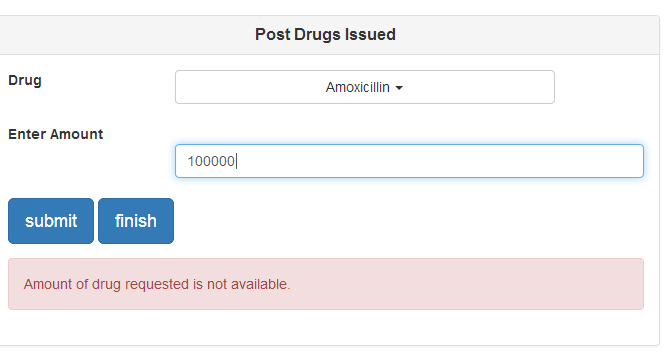 Post Drugs Issued
Drug
Amoxicillin
Enter Amount
100000
submit finish
Amount of drug requested is not available.